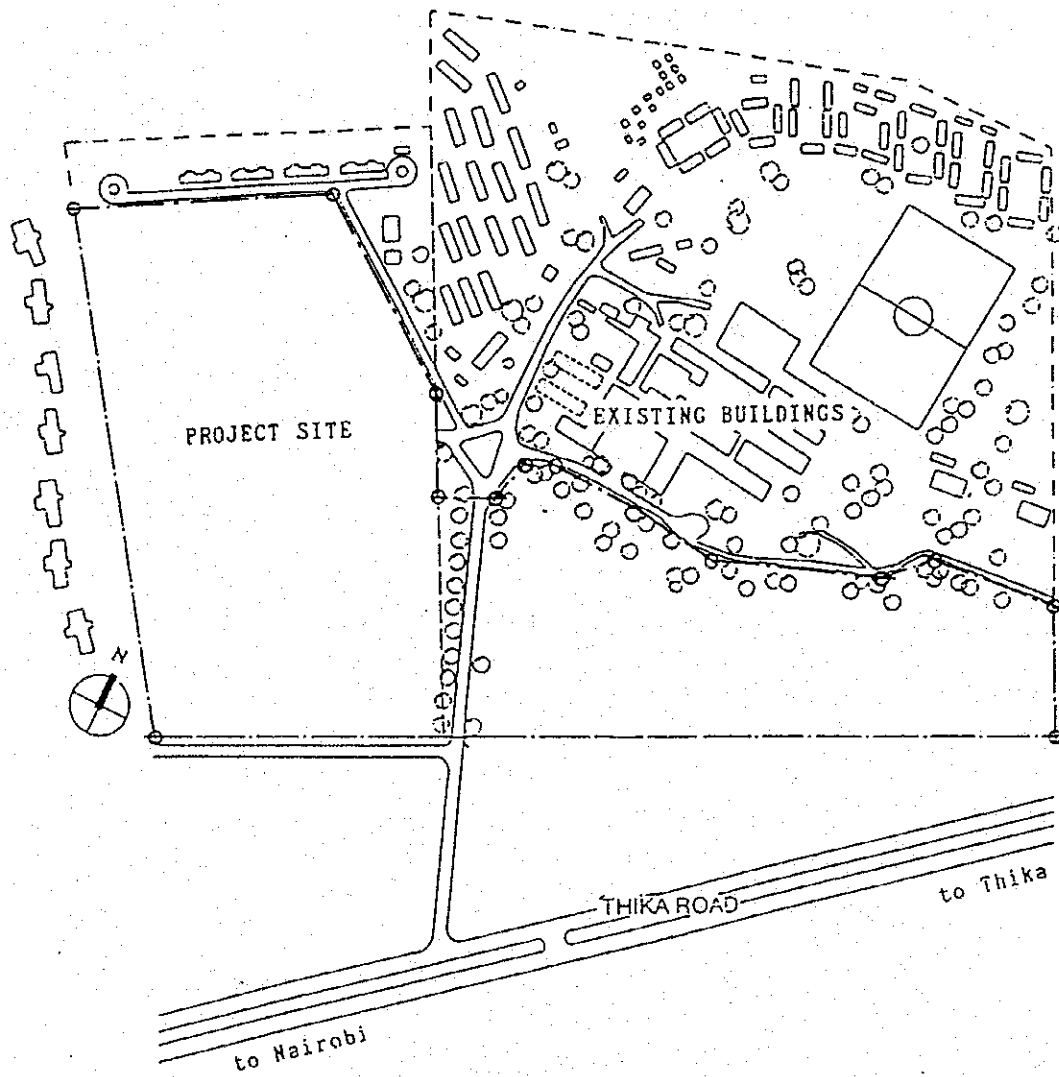 PROJECT SITE
EXISTING BUILDINGS
N
THIKA ROAD
to Thika
to Nairobi